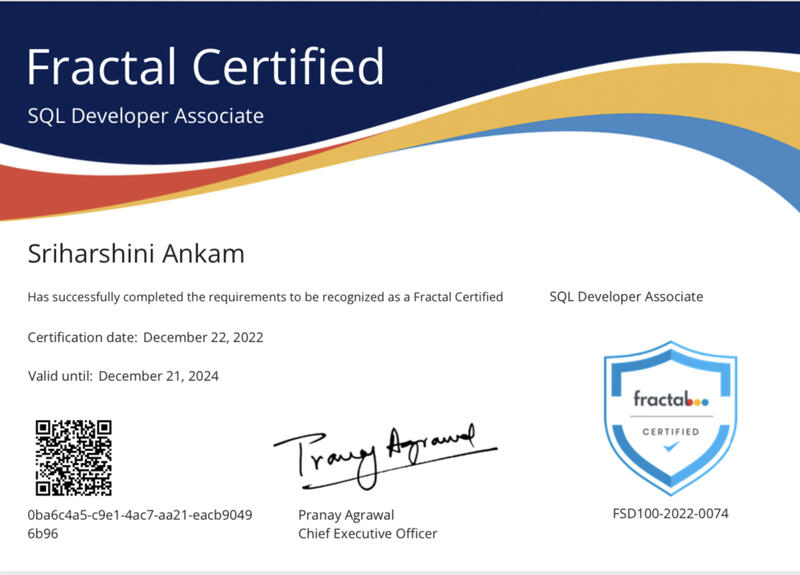 Fractal Certified
SQL Developer Associate
Sriharshini Ankam
Has successfully completed the requirements to be recognized as a Fractal Certified SQL Developer Associate
Certification date: December 22, 2022
Valid until: December 21, 2024
fractal
CERTIFIED
Pranay Agrawal
0ba6c4a5-c9e1-4ac7-aa21-eacb9049
6b96
Pranay Agrawal
Chief Executive Officer
FSD100-2022-0074